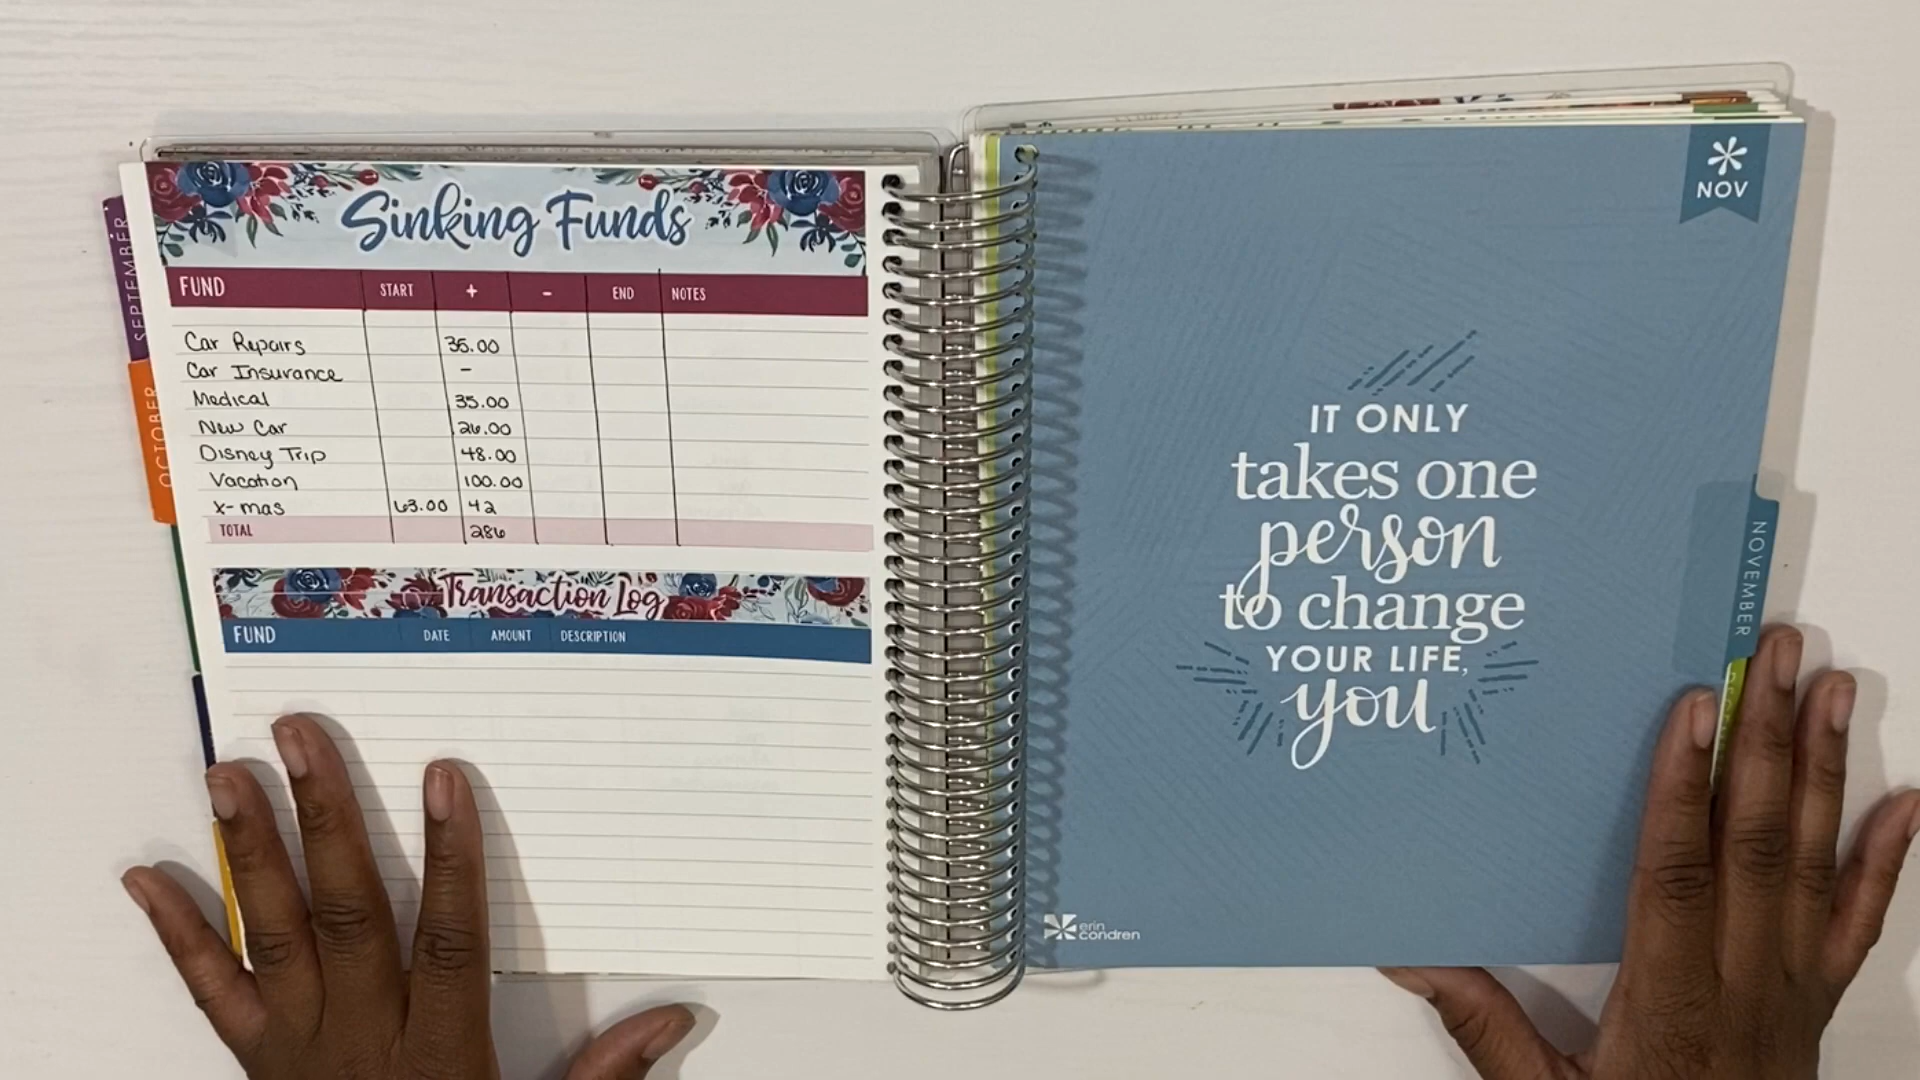 SEPTEMBER
OCTOBER
Sinking Funds
FUND START + - END NOTES
Car Repairs 35.00
Car Insurance -
Medical 35.00
New Car 26.00
Disney Trip 48.00
Vacation 100.00
X-mas 63.00 42
TOTAL 286
Transaction Log
FUND DATE AMOUNT DESCRIPTION
NOV
IT ONLY
takes one
person
to change
YOUR LIFE,
you
NOVEMBER
erin
condren